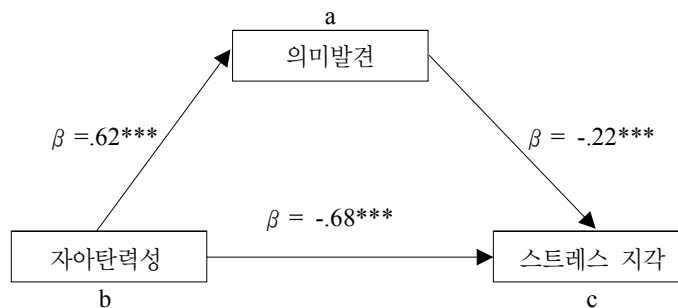 a
의미발견
β =.62***
β = -.22***
β = -.68***
자아탄력성
스트레스 지각
b
c